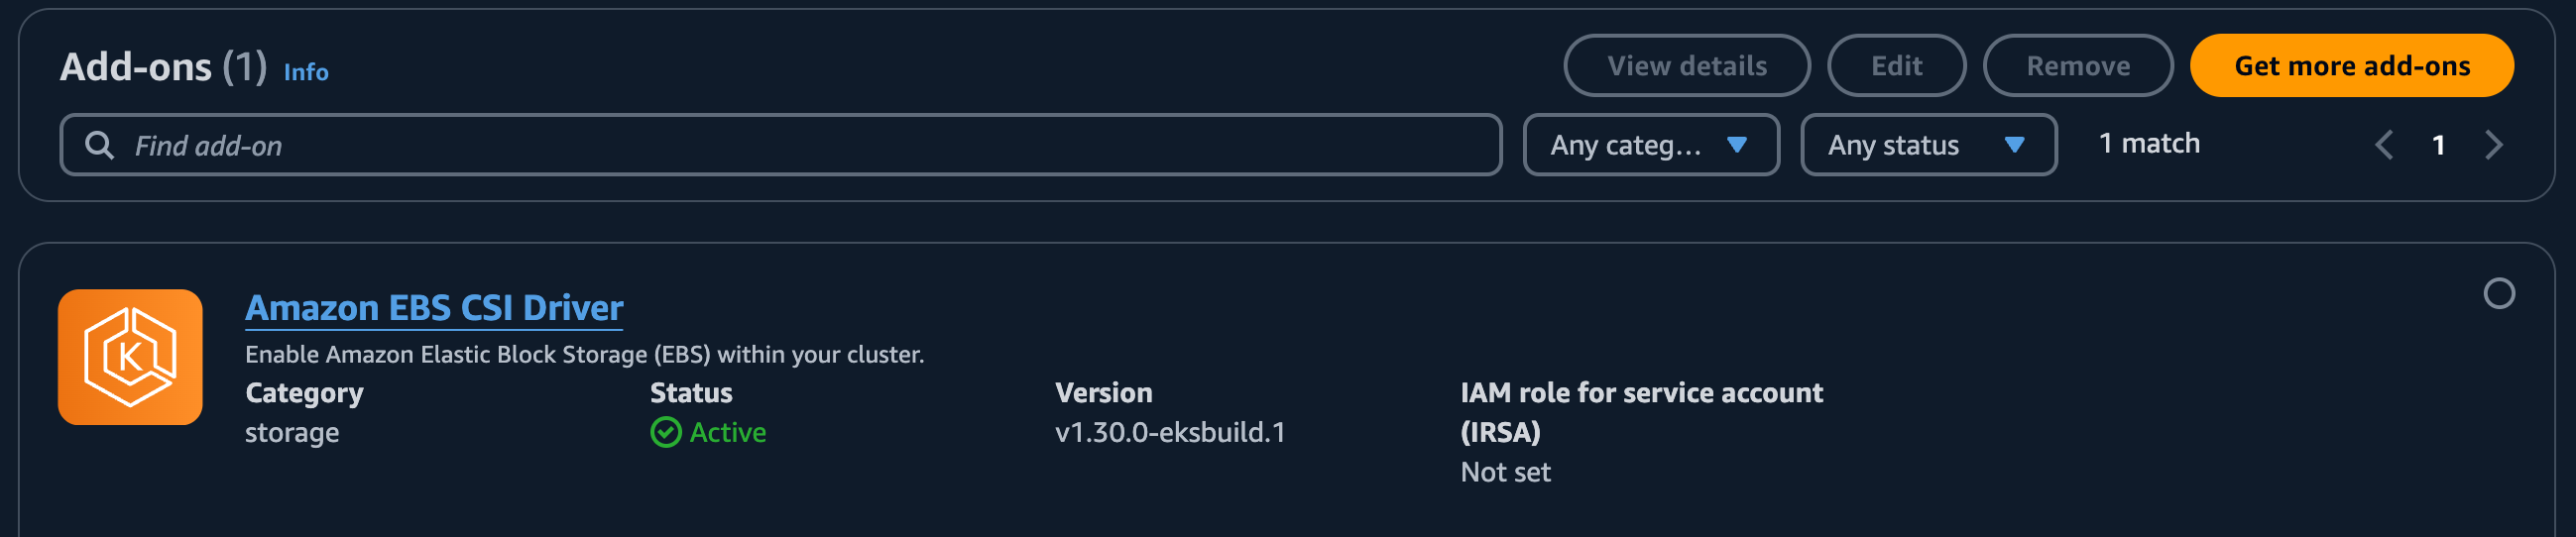 Add-ons (1) Info
View details
Edit
Remove
Get more add-ons
Find add-on
Any categ...
Any status
1 match
1
K
Amazon EBS CSI Driver
Enable Amazon Elastic Block Storage (EBS) within your cluster.
Category
storage
Status
Active
Version
v1.30.0-eksbuild.1
IAM role for service account
(IRSA)
Not set